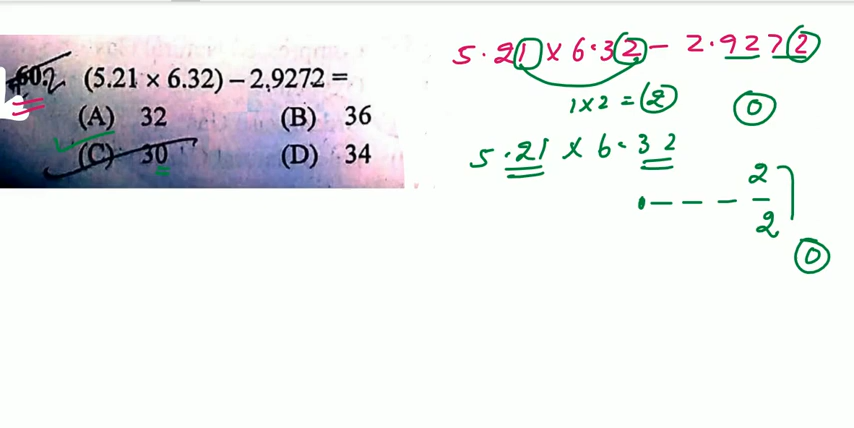 602 (5.21 × 6.32) – 2.9272 =
(A) 32 (B) 36
(C) 30 (D) 34
5.21 × 6.32 – 2.9272
1×2 = 2 0
5.21 × 6.32
. – – – 2
2
0